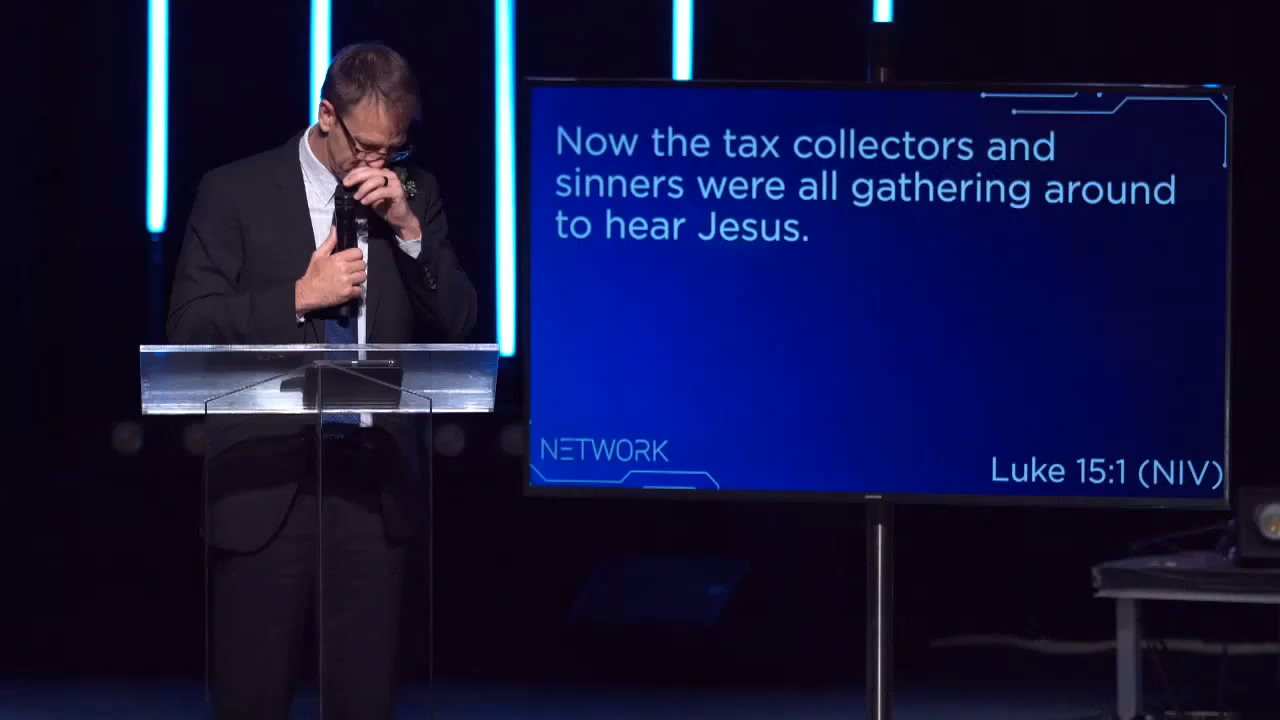 Now the tax collectors and
sinners were all gathering around
to hear Jesus.
NETWORK
Luke 15:1 (NIV)